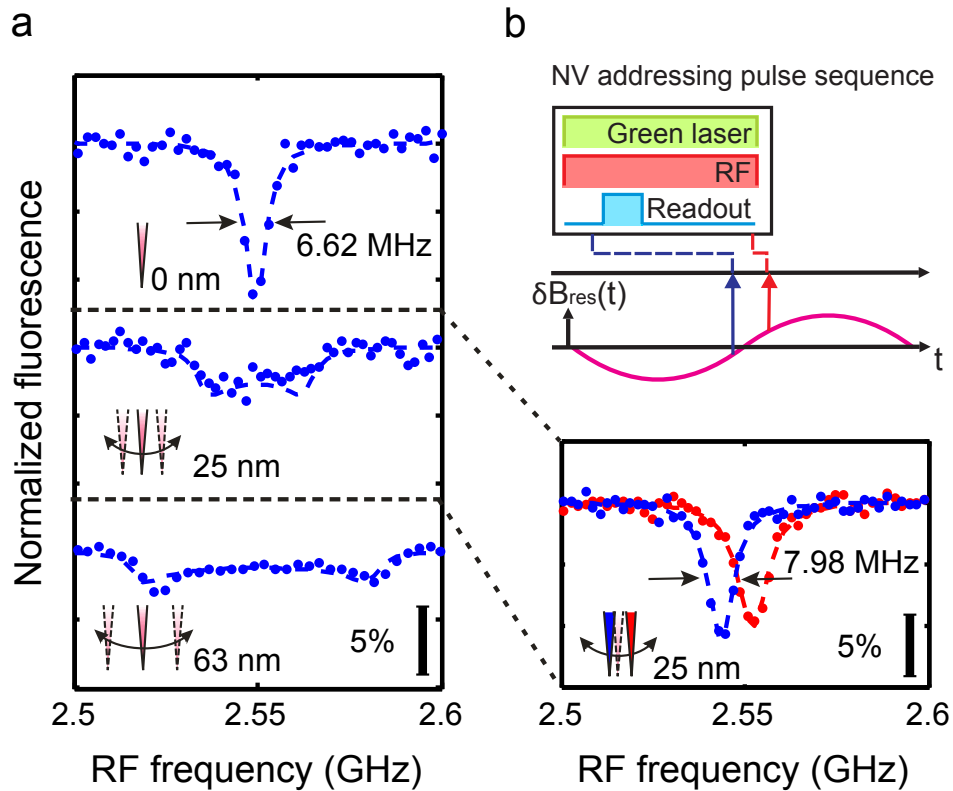 a
Normalized fluorescence
6.62 MHz
0 nm
25 nm
63 nm
5%
2.5
2.55
2.6
RF frequency (GHz)
b
NV addressing pulse sequence
Green laser
RF
Readout
δBres(t)
t
7.98 MHz
25 nm
5%
2.5
2.55
2.6
RF frequency (GHz)